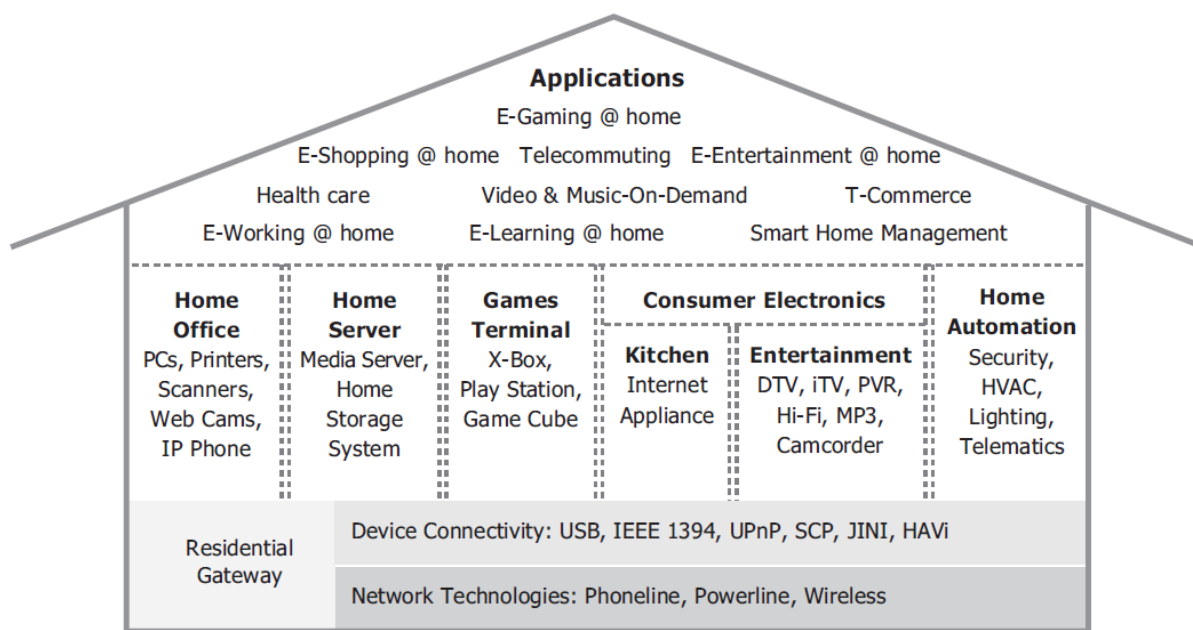 Applications
E-Gaming @ home
E-Shopping @ home Telecommuting E-Entertainment @ home
Health care Video & Music-On-Demand T-Commerce
E-Working @ home E-Learning @ home Smart Home Management
Home
Office
PCs, Printers,
Scanners,
Web Cams,
IP Phone
Home
Server
Media Server,
Home
Storage
System
Games
Terminal
X-Box,
Play Station,
Game Cube
Consumer Electronics
Kitchen
Internet
Appliance
Entertainment
DTV, iTV, PVR,
Hi-Fi, MP3,
Camcorder
Home
Automation
Security,
HVAC,
Lighting,
Telematics
Residential
Gateway
Device Connectivity: USB, IEEE 1394, UPnP, SCP, JINI, HAVi
Network Technologies: Phoneline, Powerline, Wireless